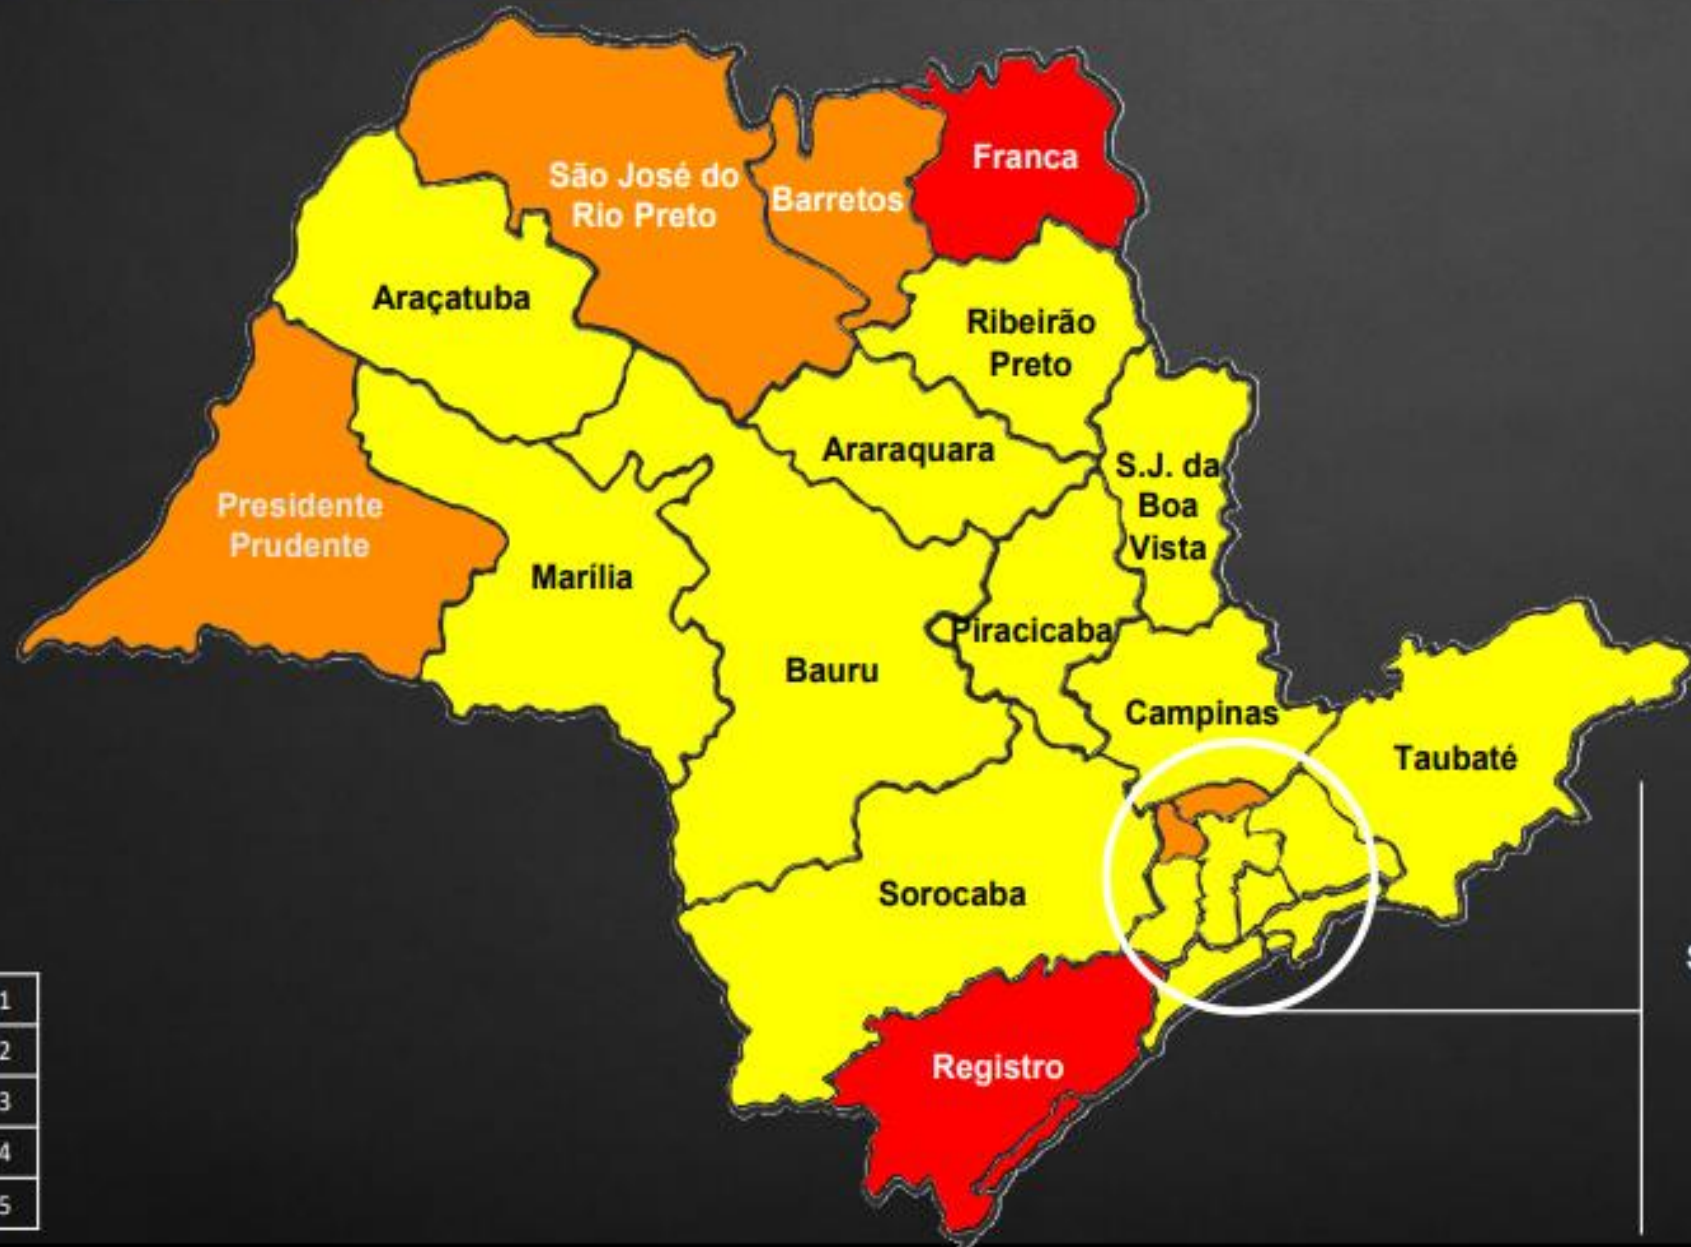 Franca
São José do
Rio Preto
Barretos
Araçatuba
Ribeirão
Preto
Araraquara
S.J. da
Boa
Vista
Presidente
Prudente
Marília
Piracicaba
Bauru
Campinas
Taubaté
Sorocaba
Registro
1
2
3
4
5